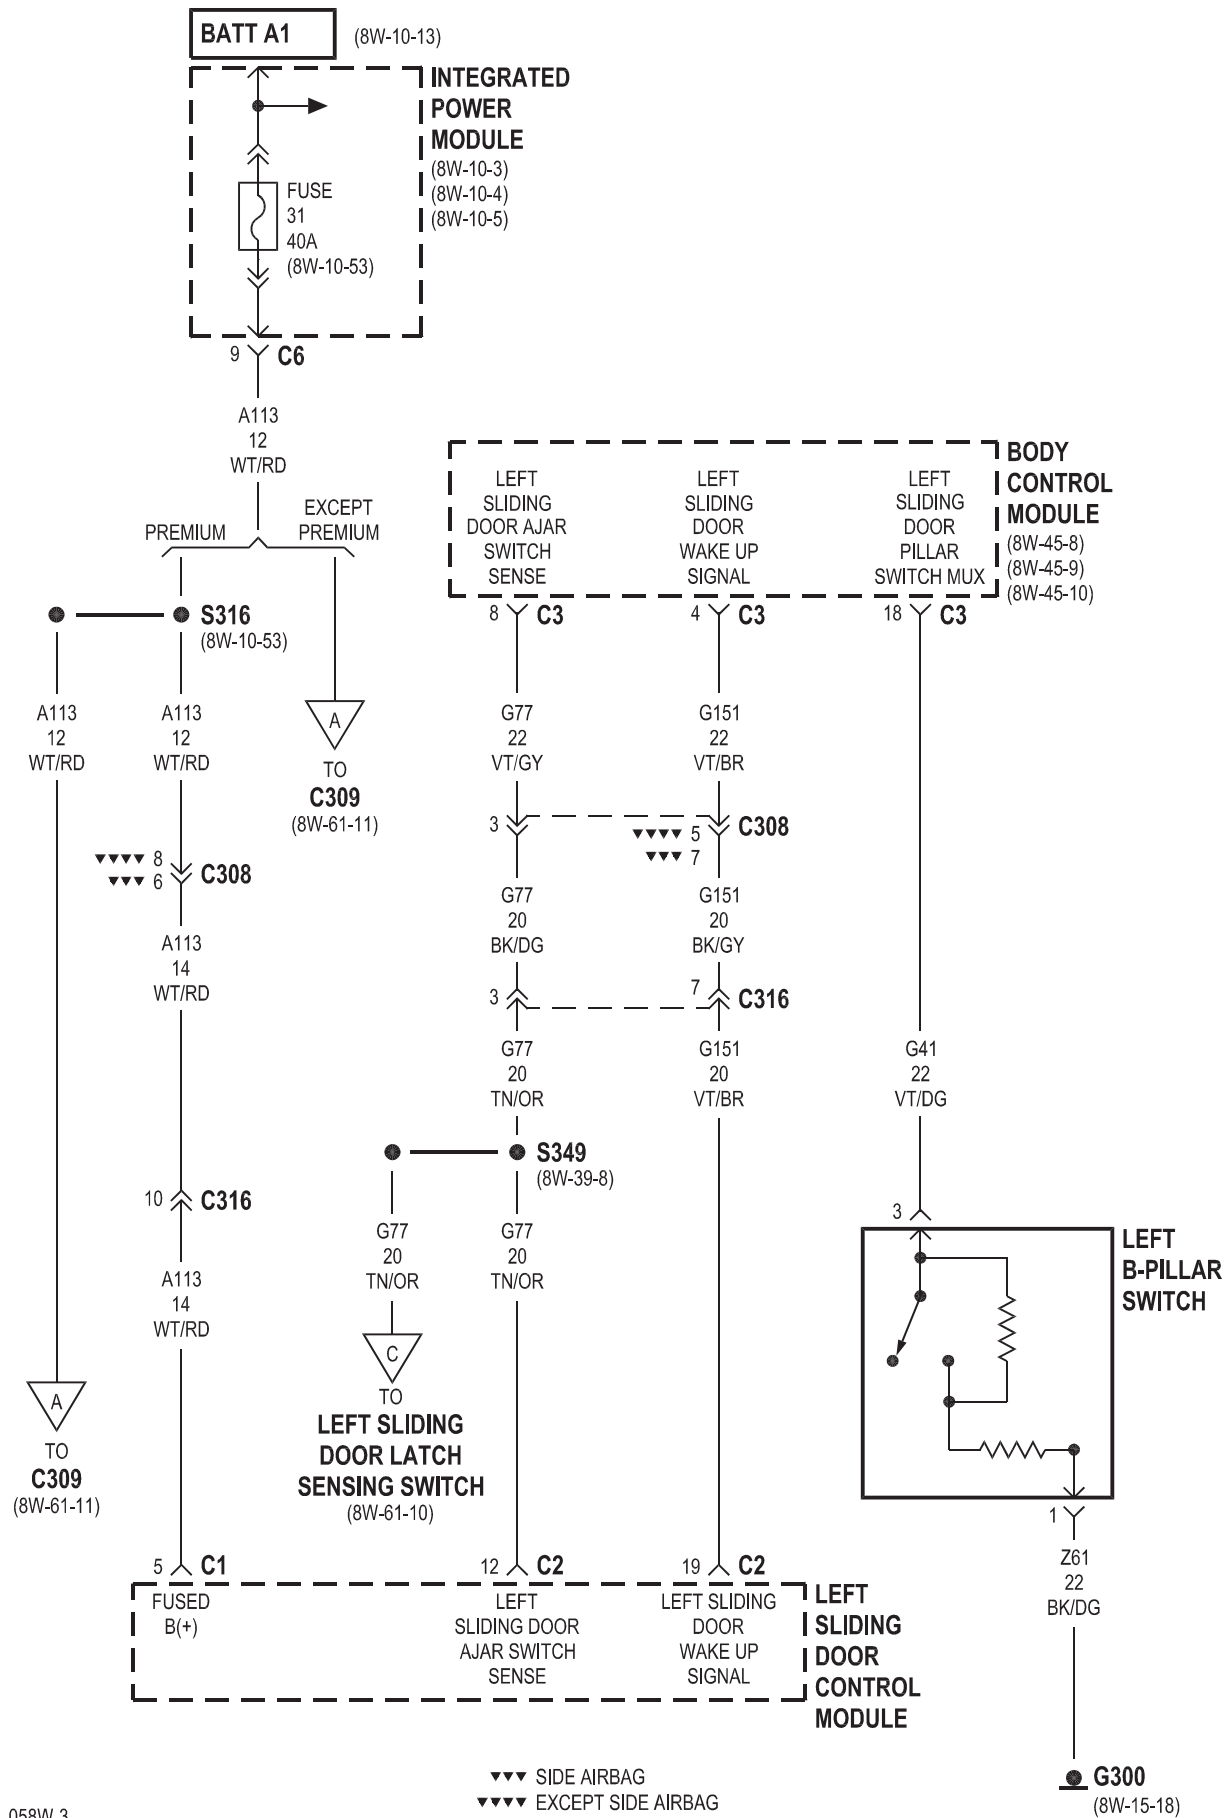 BATT A1
(8W-10-13)
INTEGRATED
POWER
MODULE
(8W-10-3)
(8W-10-4)
(8W-10-5)
FUSE
31
40A
(8W-10-53)
9
C6
A113
12
WT/RD
PREMIUM
EXCEPT
PREMIUM
S316
(8W-10-53)
A113
12
WT/RD
A113
12
WT/RD
A
TO
C309
(8W-61-11)
8
6
C308
A113
14
WT/RD
10
C316
A113
14
WT/RD
A
TO
C309
(8W-61-11)
BODY
CONTROL
MODULE
(8W-45-8)
(8W-45-9)
(8W-45-10)
LEFT
SLIDING
DOOR AJAR
SWITCH
SENSE
LEFT
SLIDING
DOOR
WAKE UP
SIGNAL
LEFT
SLIDING
DOOR
PILLAR
SWITCH MUX
8
C3
4
C3
18
C3
G77
22
VT/GY
G151
22
VT/BR
3
5
7
C308
G77
20
BK/DG
G151
20
BK/GY
3
7
C316
G77
20
TN/OR
G151
20
VT/BR
G41
22
VT/DG
S349
(8W-39-8)
G77
20
TN/OR
G77
20
TN/OR
C
TO
LEFT SLIDING
DOOR LATCH
SENSING SWITCH
(8W-61-10)
3
LEFT
B-PILLAR
SWITCH
1
Z61
22
BK/DG
5
C1
12
C2
19
C2
FUSED
B(+)
LEFT
SLIDING DOOR
AJAR SWITCH
SENSE
LEFT SLIDING
DOOR
WAKE UP
SIGNAL
LEFT
SLIDING
DOOR
CONTROL
MODULE
SIDE AIRBAG
EXCEPT SIDE AIRBAG
G300
(8W-15-18)
058W-3